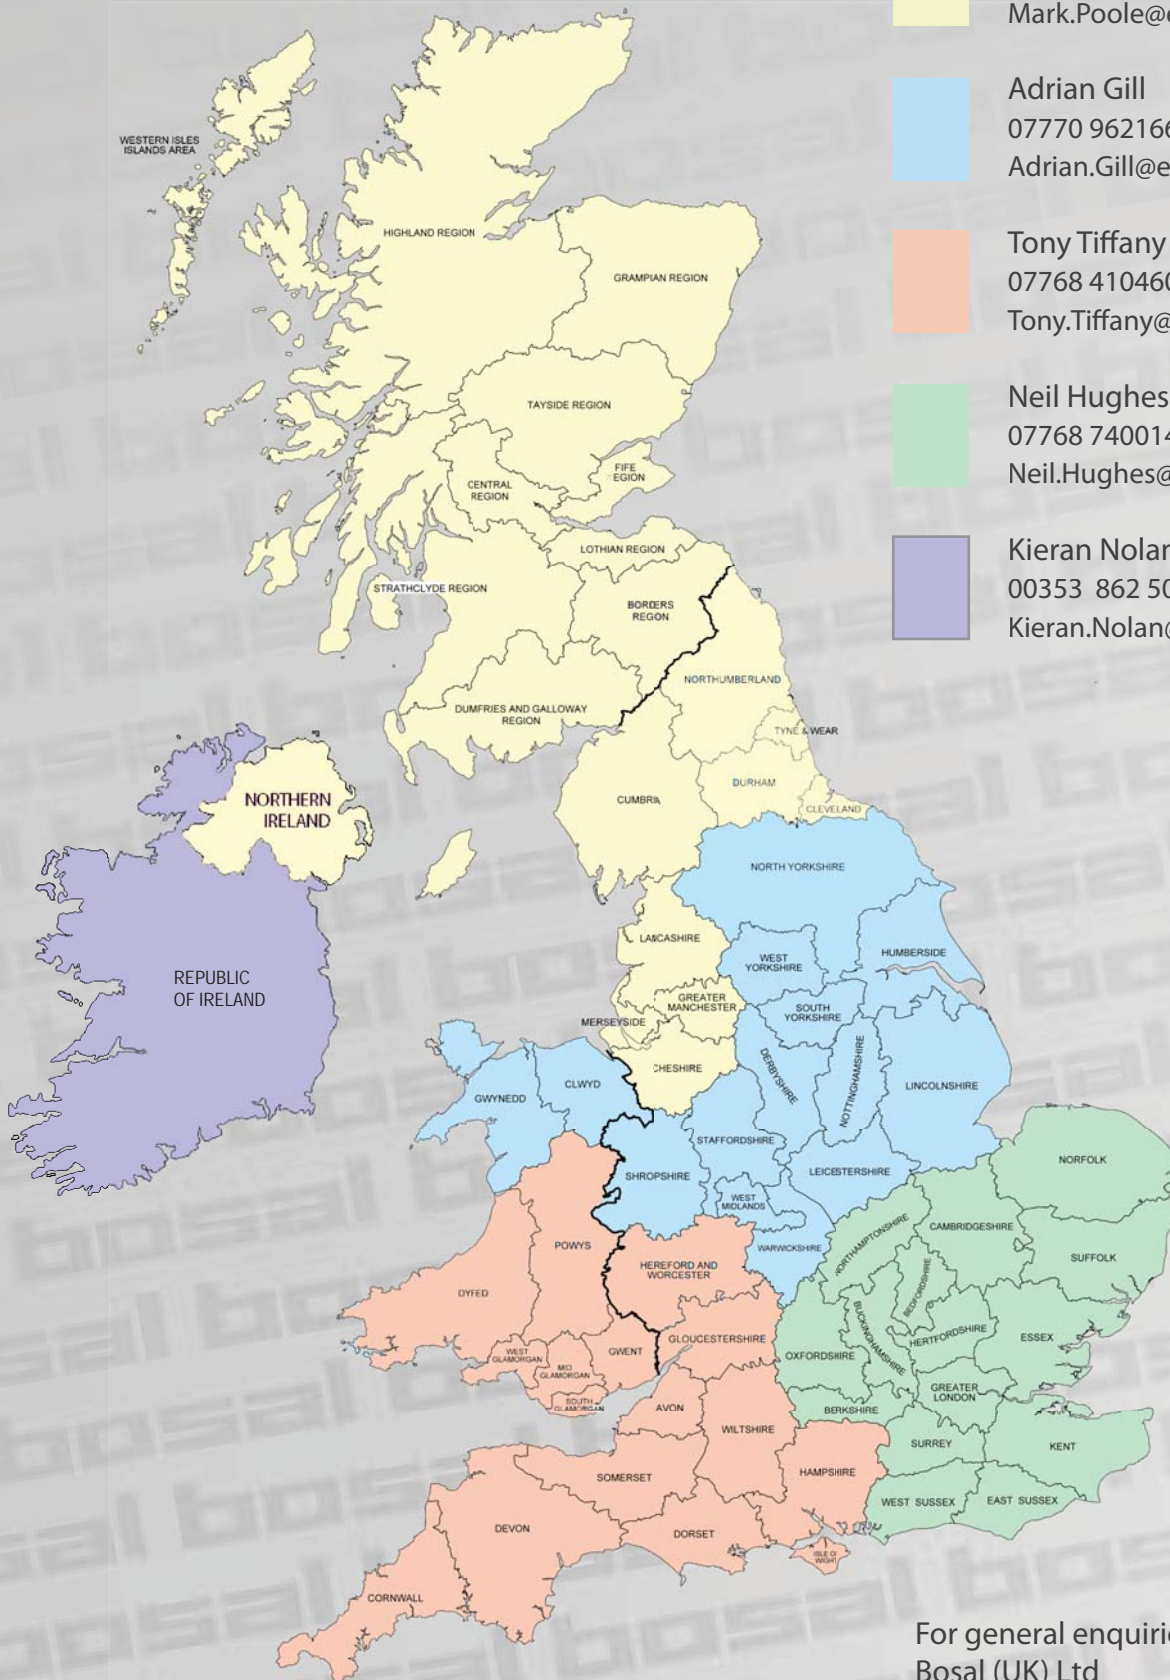 Mark.Poole@
Adrian Gill
07770 962166
Adrian.Gill@e
Tony Tiffany
07768 410460
Tony.Tiffany@
Neil Hughes
07768 740014
Neil.Hughes@
Kieran Nolan
00353 862 50
Kieran.Nolan@
WESTERN ISLES
ISLANDS AREA
HIGHLAND REGION
GRAMPIAN REGION
TAYSIDE REGION
FIFE
EGION
CENTRAL
REGION
LOTHIAN REGION
STRATHCLYDE REGION
BORDERS
REGON
NORTHUMBERLAND
DUMFRIES AND GALLOWAY
REGION
TYNE & WEAR
DURHAM
CUMBRIA
CLEVELAND
NORTHERN
IRELAND
NORTH YORKSHIRE
LANCASHIRE
HUMBERSIDE
WEST
YORKSHIRE
REPUBLIC
OF IRELAND
GREATER
MANCHESTER
SOUTH
YORKSHIRE
MERSEYSIDE
CHESHIRE
DERBYSHIRE
NOTTINGHAMSHIRE
LINCOLNSHIRE
CLWYD
GWYNEDD
STAFFORDSHIRE
SHROPSHIRE
LEICESTERSHIRE
NORFOLK
WEST
MIDLANDS
NORTHAMPTONSHIRE
CAMBRIDGESHIRE
POWYS
WARWICKSHIRE
SUFFOLK
HEREFORD AND
WORCESTER
DYFED
BEDFORDSHIRE
BUCKINGHAMSHIRE
HERTFORDSHIRE
ESSEX
GLOUCESTERSHIRE
GWENT
WEST
GLAMORGAN
OXFORDSHIRE
MID
GLAMORGAN
GREATER
LONDON
SOUTH
GLAMORGAN
AVON
BERKSHIRE
WILTSHIRE
SURREY
KENT
SOMERSET
HAMPSHIRE
WEST SUSSEX
EAST SUSSEX
DEVON
DORSET
ISLE O
WIGHT
CORNWALL
For general enquirie
Bosal (UK) Ltd